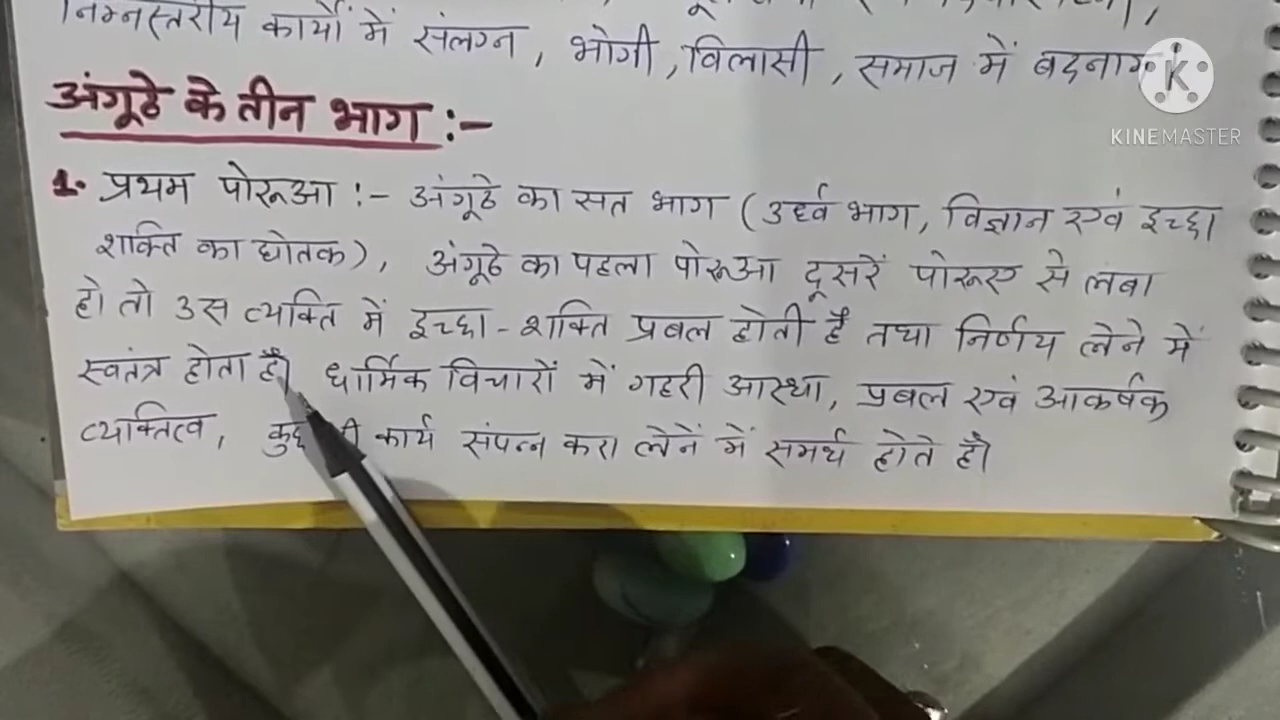 निम्नस्तरीय कार्यों में संलग्न, भोगी, विलासी, समाज में बदनाम
अंगूठे के तीन भाग :-
1. प्रथम पोरूआ :- अंगूठे का सत भाग (उर्ध्व भाग, विज्ञान एवं इच्छा
शक्ति का द्योतक), अंगूठे का पहला पोरूआ दूसरें पोरूए से लंबा
हो तो उस व्यक्ति में इच्छा-शक्ति प्रबल होती है तथा निर्णय लेने में
स्वतंत्र होता है। धार्मिक विचारों में गहरी आस्था, प्रबल एवं आकर्षक
व्यक्तित्व, कार्य संपन्न करा लेनें में समर्थ होते है।
KINEMASTER